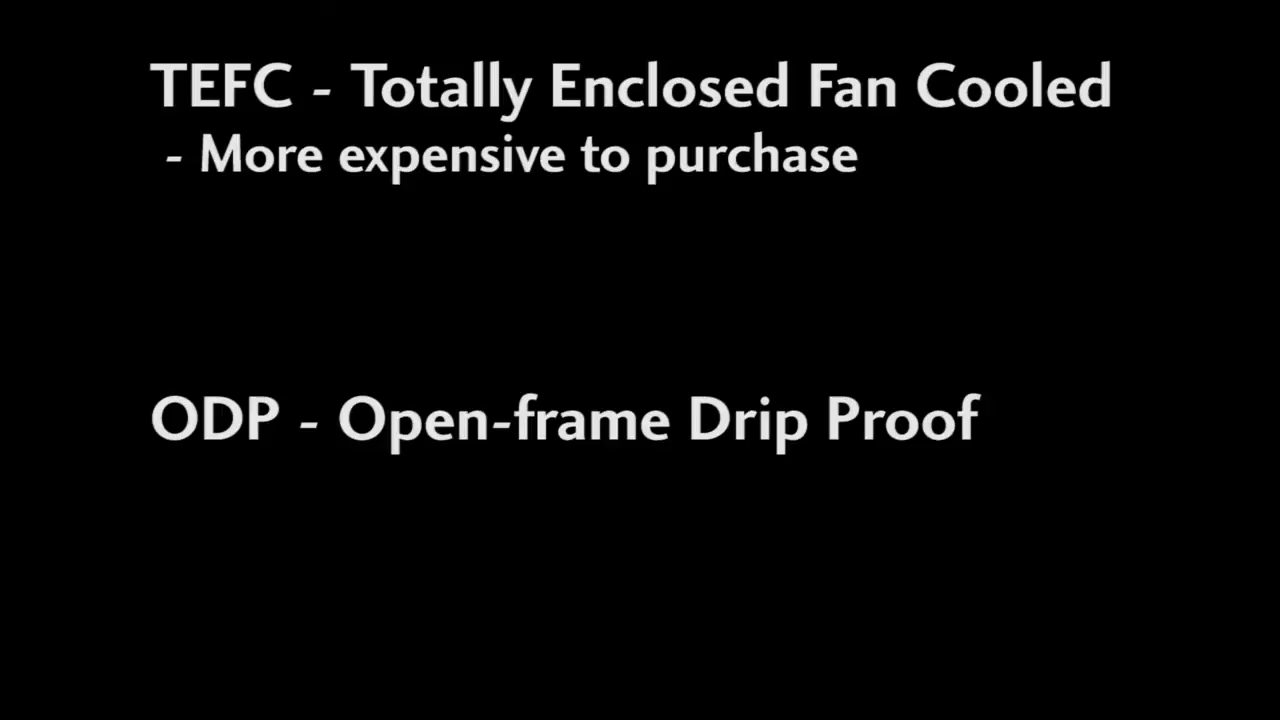 TEFC - Totally Enclosed Fan Cooled
- More expensive to purchase
ODP - Open-frame Drip Proof